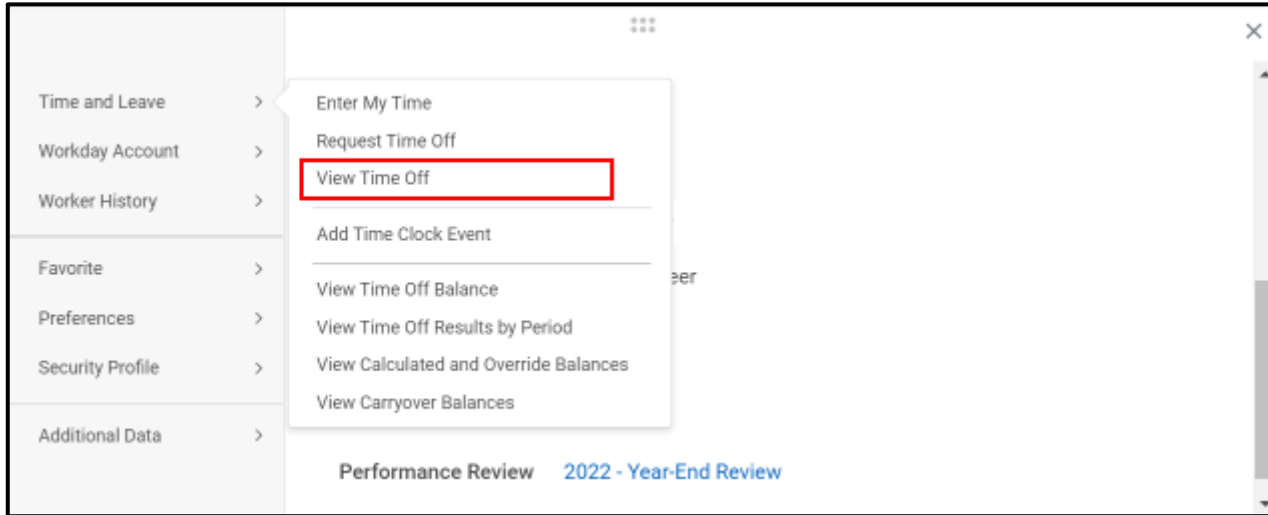 Time and Leave
Workday Account
Worker History
Favorite
Preferences
Security Profile
Additional Data
Enter My Time
Request Time Off
View Time Off
Add Time Clock Event
View Time Off Balance
View Time Off Results by Period
View Calculated and Override Balances
View Carryover Balances
eer
Performance Review 2022 - Year-End Review